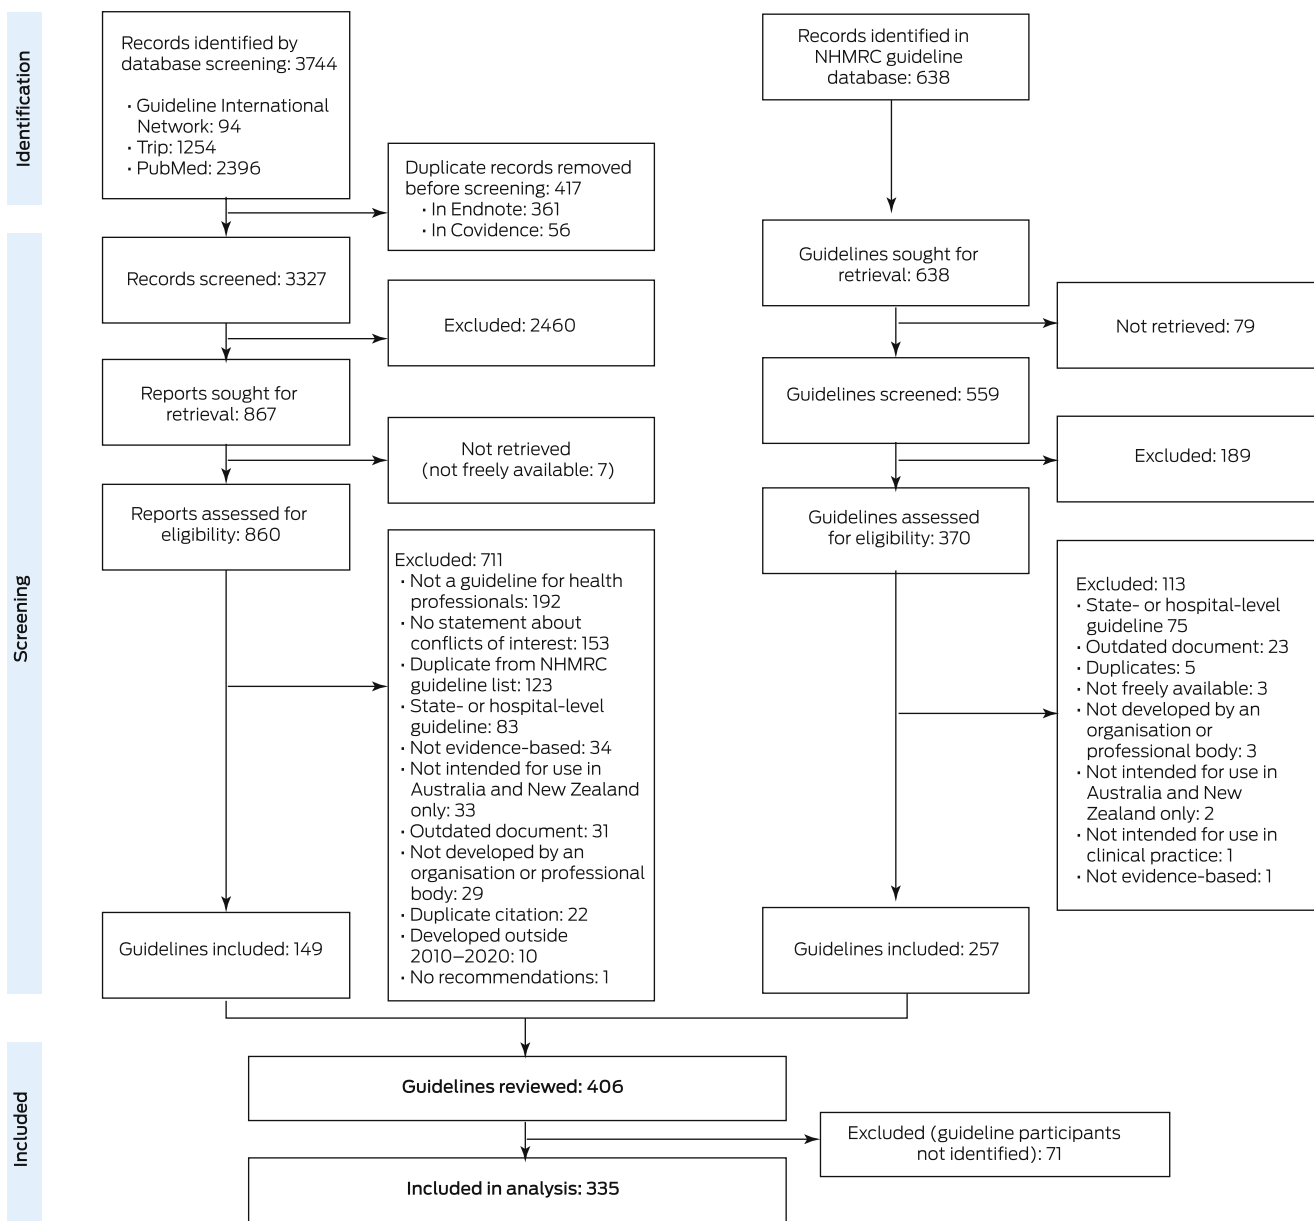 Identification
Records identified by
database screening: 3744
· Guideline International
Network: 94
· Trip: 1254
· PubMed: 2396
Duplicate records removed
before screening: 417
· In Endnote: 361
· In Covidence: 56
Records identified in
NHMRC guideline
database: 638
Screening
Records screened: 3327
Excluded: 2460
Reports sought for
retrieval: 867
Not retrieved
(not freely available: 7)
Reports assessed for
eligibility: 860
Excluded: 711
· Not a guideline for health
professionals: 192
· No statement about
conflicts of interest: 153
· Duplicate from NHMRC
guideline list: 123
· State- or hospital-level
guideline: 83
· Not evidence-based: 34
· Not intended for use in
Australia and New Zealand
only: 33
· Outdated document: 31
· Not developed by an
organisation or professional
body: 29
· Duplicate citation: 22
· Developed outside
2010–2020: 10
· No recommendations: 1
Guidelines included: 149
Guidelines sought for
retrieval: 638
Not retrieved: 79
Guidelines screened: 559
Excluded: 189
Guidelines assessed
for eligibility: 370
Excluded: 113
· State- or hospital-level
guideline 75
· Outdated document: 23
· Duplicates: 5
· Not freely available: 3
· Not developed by an
organisation or
professional body: 3
· Not intended for use in
Australia and New
Zealand only: 2
· Not intended for use in
clinical practice: 1
· Not evidence-based: 1
Guidelines included: 257
Included
Guidelines reviewed: 406
Excluded (guideline participants
not identified): 71
Included in analysis: 335